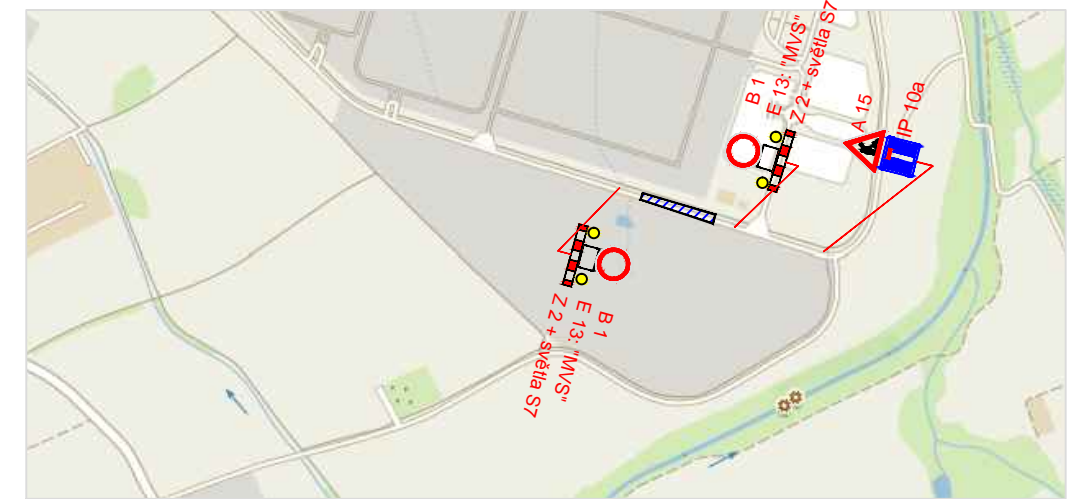 B 1
E 13: "MVS"
Z 2 + světla S7
A 15
IP 10a
B 1
E 13: "MVS"
Z 2 + světla S7